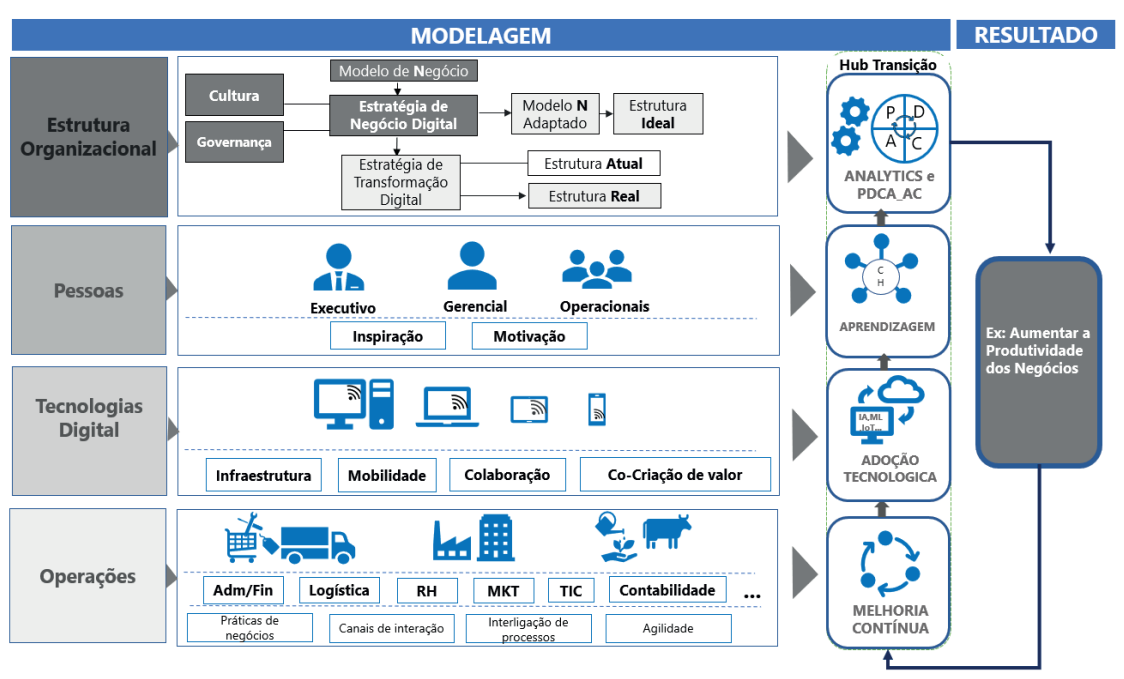 MODELAGEM
RESULTADO
Estrutura
Organizacional
Modelo de Negócio
Cultura
Governança
Estratégia de
Negócio Digital
Modelo N
Adaptado
Estrutura
Ideal
Estratégia de
Transformação
Digital
Estrutura Atual
Estrutura Real
Hub Transição
P D
A C
ANALYTICS e
PDCA_AC
Pessoas
Executivo
Gerencial
Operacionais
Inspiração
Motivação
C
H
APRENDIZAGEM
Ex: Aumentar a
Produtividade
dos Negócios
Tecnologias
Digital
Infraestrutura
Mobilidade
Colaboração
Co-Criação de valor
IA,ML
.IoT...
ADOÇÃO
TECNOLOGICA
Operações
Adm/Fin
Logística
RH
MKT
TIC
Contabilidade
...
Práticas de
negócios
Canais de interação
Interligação de
processos
Agilidade
MELHORIA
CONTÍNUA